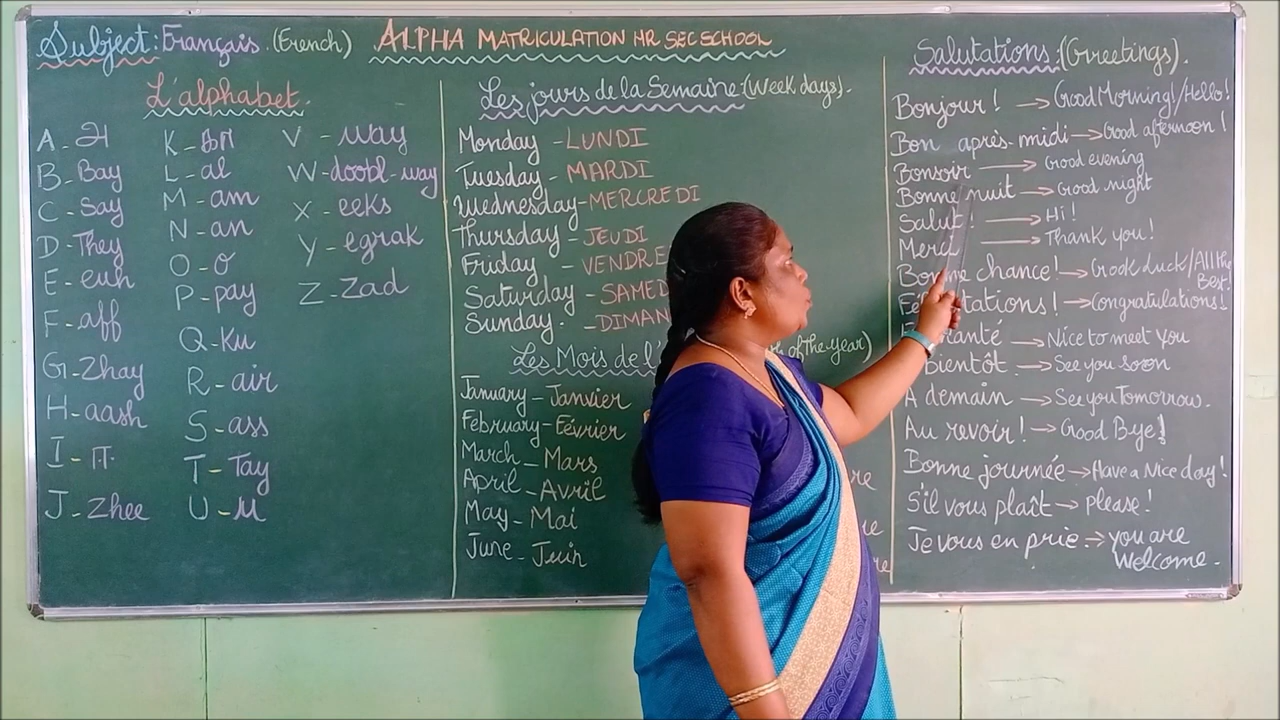 Subject: Français (French)
ALPHA MATRICULATION HR SEC SCHOOL
L'alphabet.
A - அ
B - Bay
C - Say
D - They
E - euh
F - aff
G - Zhay
H - aash
I - ஈ
J - Zhee
K - கா
L - al
M - am
N - an
O - o
P - pay
Q - Ku
R - air
S - ass
T - Tay
V - Way
W - doobl-way
X - eeks
Y - egrak
Z - Zad
Les jours de la Semaine (Week days).
Monday - LUNDI
Tuesday - MARDI
Wednesday - MERCREDI
Thursday - JEUDI
Friday - VENDRE
Saturday - SAMED
Sunday. - DIMAN
Les Mois de l' of the year)
January - Janvier
February - Février
March - Mars
April - Avril
May - Mai
June - Juin
Salutations: (Greetings).
Bonjour! → Good Morning!/Hello!
Bon après-midi → Good afternoon!
Bonsoir → Good evening
Bonne nuit → Good night
Salut! → Hi!
Merci → Thank you!
Bonne chance! → Gook Luck/All the Best!
tations! → Congratulations!
→ Nice to meet you
bientôt → See you soon
A demain → See you Tomorrow.
Au revoir! → Good Bye!
Bonne journée → Have a Nice day!
S'il vous plaît → please!
Je vous en prie. → you are
Welcome.